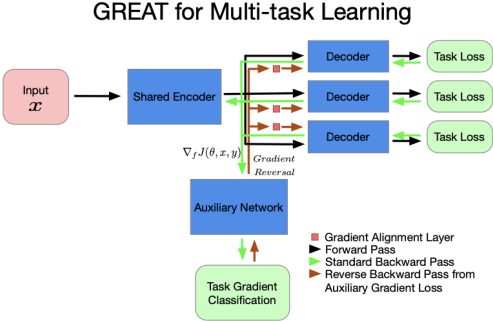 GREAT for Multi-task Learning
Input
x
Shared Encoder
Decoder
Task Loss
Decoder
Task Loss
Decoder
Task Loss
∇_f J(θ, x, y)
Gradient
Reversal
Auxiliary Network
Task Gradient
Classification
Gradient Alignment Layer
Forward Pass
Standard Backward Pass
Reverse Backward Pass from
Auxiliary Gradient Loss